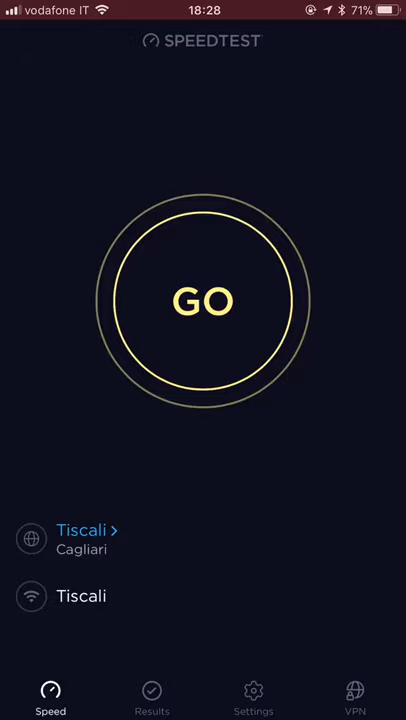 vodafone IT 18:28 71%
SPEEDTEST
GO
Tiscali
Cagliari
Tiscali
Speed Results Settings VPN